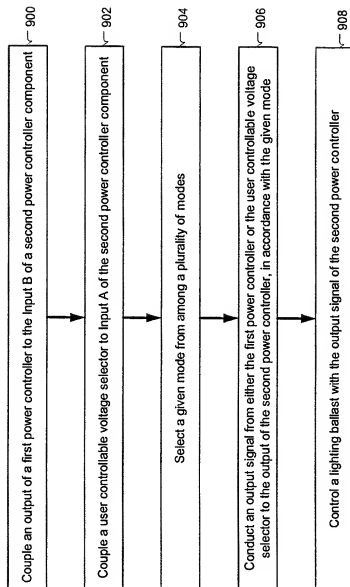 900
Couple an output of a first power controller to the Input B of a second power controller component
902
Couple a user controllable voltage selector to Input A of the second power controller component
904
Select a given mode from among a plurality of modes
906
Conduct an output signal from either the first power controller or the user controllable voltage
selector to the output of the second power controller, in accordance with the given mode
908
Control a lighting ballast with the output signal of the second power controller